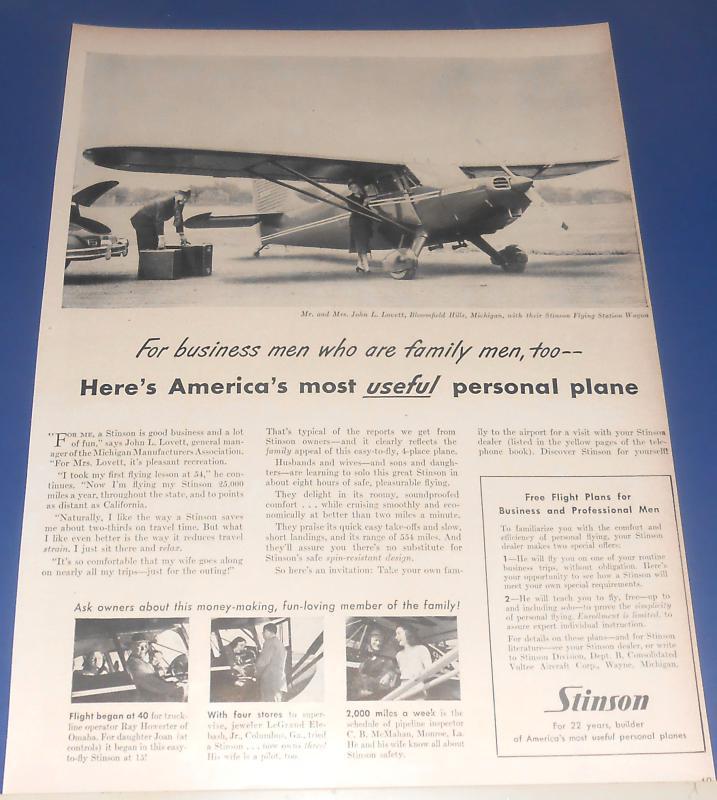 Mr. and Mrs. John L. Lovett, Bloomfield Hills, Michigan, with their Stinson Flying Station Wagon
For business men who are family men, too--
Here's America's most useful personal plane
"For me, a Stinson is good business and a lot
of fun," says John L. Lovett, general man-
ager of the Michigan Manufacturers Association.
"For Mrs. Lovett, it's pleasant recreation.
"I took my first flying lesson at 54," he con-
tinues. "Now I'm flying my Stinson 25,000
miles a year, throughout the state, and to points
as distant as California.
"Naturally, I like the way a Stinson saves
me about two-thirds on travel time. But what
I like even better is the way it reduces travel
strain. I just sit there and relax.
"It's so comfortable that my wife goes along
on nearly all my trips—just for the outing!"
That's typical of the reports we get from
Stinson owners—and it clearly reflects the
family appeal of this easy-to-fly, 4-place plane.
Husbands and wives—and sons and daugh-
ters—are learning to solo this great Stinson in
about eight hours of safe, pleasurable flying.
They delight in its roomy, soundproofed
comfort . . . while cruising smoothly and eco-
nomically at better than two miles a minute.
They praise its quick easy take-offs and slow,
short landings, and its range of 554 miles. And
they'll assure you there's no substitute for
Stinson's safe spin-resistant design.
So here's an invitation: Take your own fam-
ily to the airport for a visit with your Stinson
dealer (listed in the yellow pages of the tele-
phone book). Discover Stinson for yourself!
Free Flight Plans for
Business and Professional Men
To familiarize you with the comfort and
efficiency of personal flying, your Stinson
dealer makes two special offers:
1—He will fly you on one of your routine
business trips, without obligation. Here's
your opportunity to see how a Stinson will
meet your own special requirements.
2—He will teach you to fly, free—up to
and including solo—to prove the simplicity
of personal flying. Enrollment is limited, to
assure expert individual instruction.
For details on these plans—and for Stinson
literature—see your Stinson dealer, or write
to Stinson Division, Dept. B, Consolidated
Vultee Aircraft Corp., Wayne, Michigan.
Stinson
For 22 years, builder
of America's most useful personal planes
Ask owners about this money-making, fun-loving member of the family!
Flight began at 40 for truck-
line operator Ray Howerter of
Omaha. For daughter Joan (at
controls) it began in this easy-
to-fly Stinson at 15!
With four stores to super-
vise, jeweler LeGrand Ele-
bash, Jr., Columbus, Ga., tried
a Stinson . . . now owns three!
His wife is a pilot, too.
2,000 miles a week is the
schedule of pipeline inspector
C. B. McMahan, Monroe, La.
He and his wife know all about
Stinson safety.